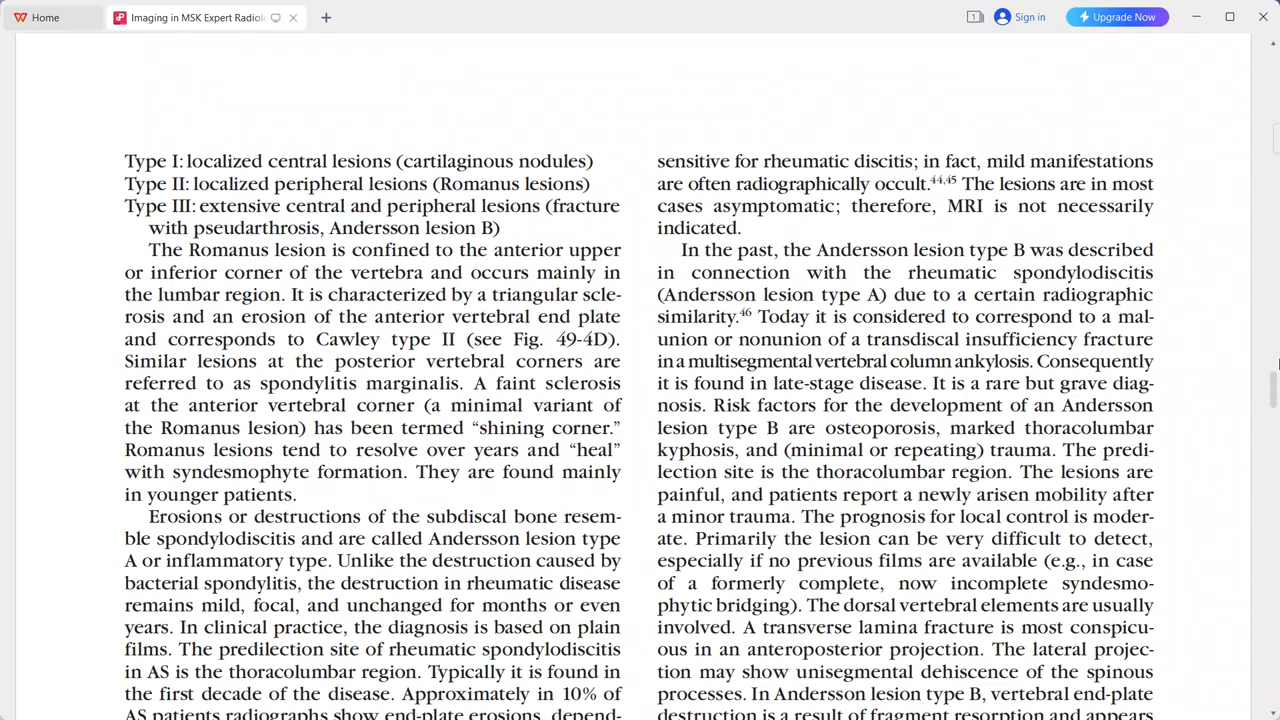 Home
Imaging in MSK Expert Radiol
1
Sign in
Upgrade Now
Type I: localized central lesions (cartilaginous nodules)
Type II: localized peripheral lesions (Romanus lesions)
Type III: extensive central and peripheral lesions (fracture
with pseudarthrosis, Andersson lesion B)
The Romanus lesion is confined to the anterior upper
or inferior corner of the vertebra and occurs mainly in
the lumbar region. It is characterized by a triangular scle-
rosis and an erosion of the anterior vertebral end plate
and corresponds to Cawley type II (see Fig. 49-4D).
Similar lesions at the posterior vertebral corners are
referred to as spondylitis marginalis. A faint sclerosis
at the anterior vertebral corner (a minimal variant of
the Romanus lesion) has been termed “shining corner.”
Romanus lesions tend to resolve over years and “heal”
with syndesmophyte formation. They are found mainly
in younger patients.
Erosions or destructions of the subdiscal bone resem-
ble spondylodiscitis and are called Andersson lesion type
A or inflammatory type. Unlike the destruction caused by
bacterial spondylitis, the destruction in rheumatic disease
remains mild, focal, and unchanged for months or even
years. In clinical practice, the diagnosis is based on plain
films. The predilection site of rheumatic spondylodiscitis
in AS is the thoracolumbar region. Typically it is found in
the first decade of the disease. Approximately in 10% of
AS patients radiographs show end-plate erosions, depend-
sensitive for rheumatic discitis; in fact, mild manifestations
are often radiographically occult.44,45 The lesions are in most
cases asymptomatic; therefore, MRI is not necessarily
indicated.
In the past, the Andersson lesion type B was described
in connection with the rheumatic spondylodiscitis
(Andersson lesion type A) due to a certain radiographic
similarity.46 Today it is considered to correspond to a mal-
union or nonunion of a transdiscal insufficiency fracture
in a multisegmental vertebral column ankylosis. Consequently
it is found in late-stage disease. It is a rare but grave diag-
nosis. Risk factors for the development of an Andersson
lesion type B are osteoporosis, marked thoracolumbar
kyphosis, and (minimal or repeating) trauma. The predi-
lection site is the thoracolumbar region. The lesions are
painful, and patients report a newly arisen mobility after
a minor trauma. The prognosis for local control is moder-
ate. Primarily the lesion can be very difficult to detect,
especially if no previous films are available (e.g., in case
of a formerly complete, now incomplete syndesmo-
phytic bridging). The dorsal vertebral elements are usually
involved. A transverse lamina fracture is most conspicu-
ous in an anteroposterior projection. The lateral projec-
tion may show unisegmental dehiscence of the spinous
processes. In Andersson lesion type B, vertebral end-plate
destruction is a result of fragment resorption and appears